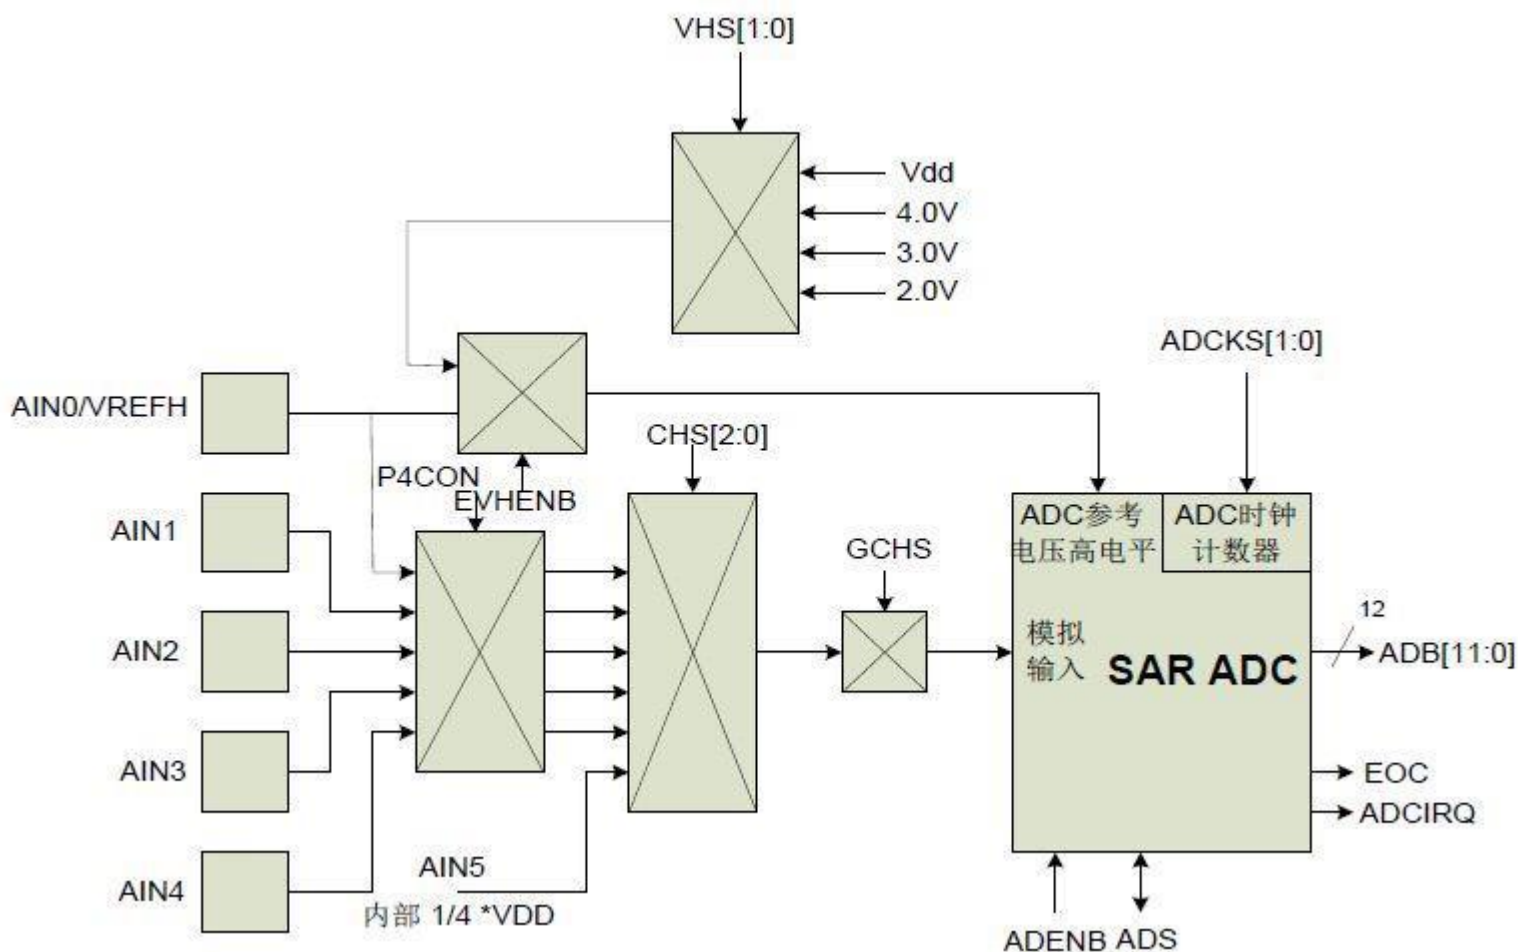 VHS[1:0]
Vdd
4.0V
3.0V
2.0V
ADCKS[1:0]
AIN0/VREFH
CHS[2:0]
P4CON
EVHENB
AIN1
ADC参考
电压高电平
ADC时钟
计数器
GCHS
12
AIN2
模拟
输入
SAR ADC
ADB[11:0]
AIN3
EOC
ADCIRQ
AIN4
AIN5
内部 1/4 *VDD
ADENB
ADS